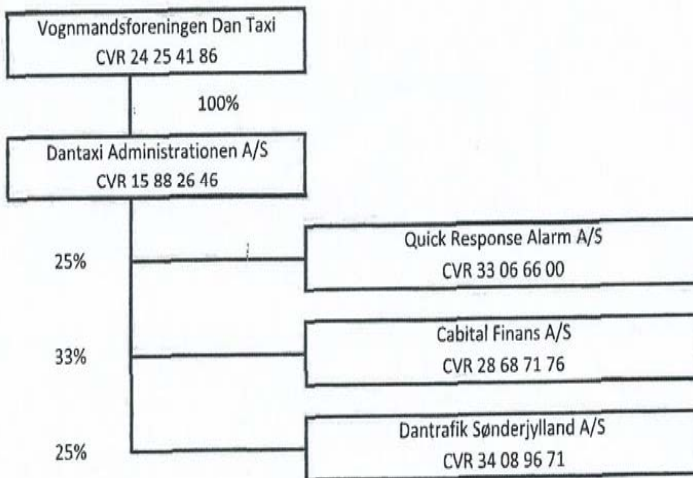 Vognmandsforeningen Dan Taxi
CVR 24 25 41 86
100%
Dantaxi Administrationen A/S
CVR 15 88 26 46
25%
Quick Response Alarm A/S
CVR 33 06 66 00
33%
Cabital Finans A/S
CVR 28 68 71 76
25%
Dantrafik Sønderjylland A/S
CVR 34 08 96 71